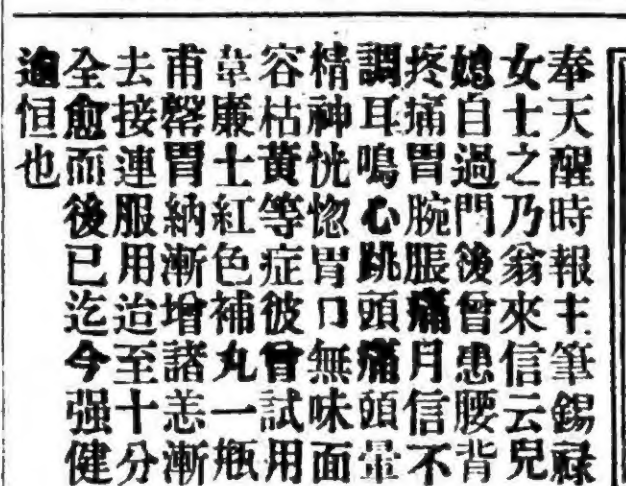 奉天醒時報主筆錫祿
女士之乃翁來信云兒
媳自過門後曾患腰背
疼痛胃腕脹痛月信不
調耳鳴心跳頭痛頭暈
精神恍惚胃口無味面
容枯黃等症彼曾試用
韋廉士紅色補丸一瓶
甫罄胃納漸增諸恙漸
去接連服用迨至十分
全愈而後已迄今强健
逾恒也